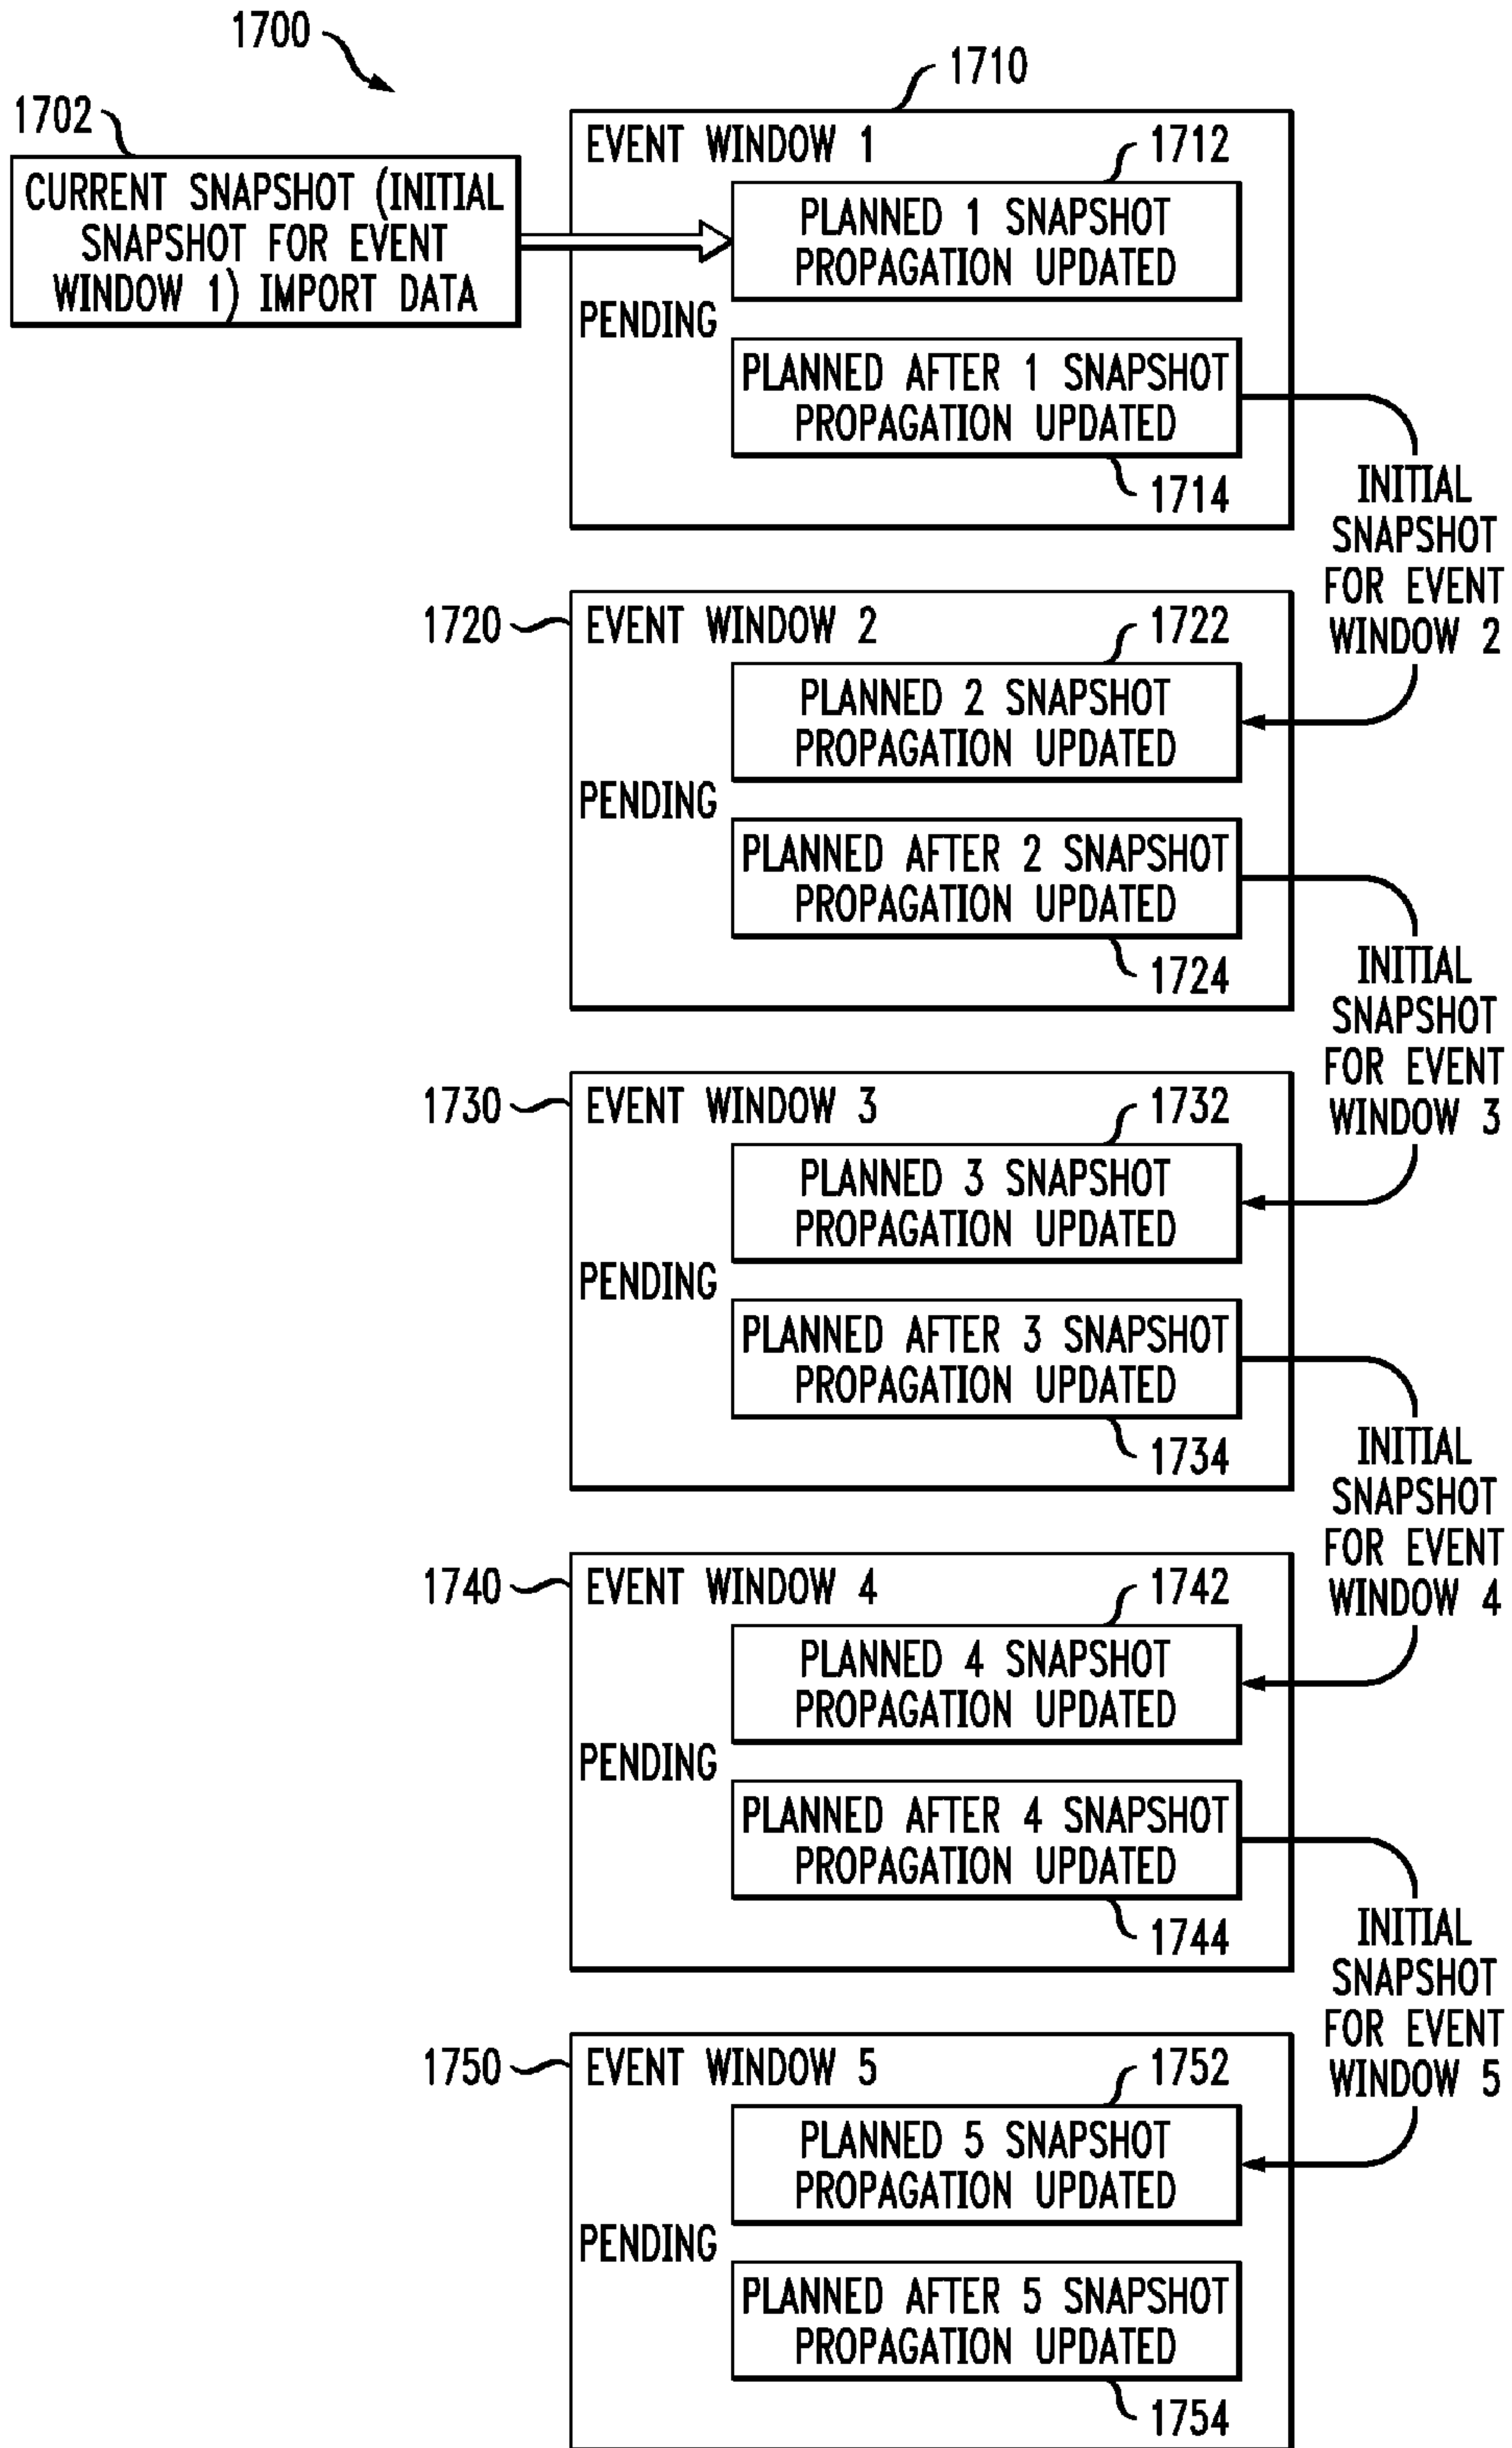 1700
1702
CURRENT SNAPSHOT (INITIAL
SNAPSHOT FOR EVENT
WINDOW 1) IMPORT DATA
1710
EVENT WINDOW 1
1712
PLANNED 1 SNAPSHOT
PROPAGATION UPDATED
PENDING
PLANNED AFTER 1 SNAPSHOT
PROPAGATION UPDATED
1714
INITIAL
SNAPSHOT
FOR EVENT
WINDOW 2
1720
EVENT WINDOW 2
1722
PLANNED 2 SNAPSHOT
PROPAGATION UPDATED
PENDING
PLANNED AFTER 2 SNAPSHOT
PROPAGATION UPDATED
1724
INITIAL
SNAPSHOT
FOR EVENT
WINDOW 3
1730
EVENT WINDOW 3
1732
PLANNED 3 SNAPSHOT
PROPAGATION UPDATED
PENDING
PLANNED AFTER 3 SNAPSHOT
PROPAGATION UPDATED
1734
INITIAL
SNAPSHOT
FOR EVENT
WINDOW 4
1740
EVENT WINDOW 4
1742
PLANNED 4 SNAPSHOT
PROPAGATION UPDATED
PENDING
PLANNED AFTER 4 SNAPSHOT
PROPAGATION UPDATED
1744
INITIAL
SNAPSHOT
FOR EVENT
WINDOW 5
1750
EVENT WINDOW 5
1752
PLANNED 5 SNAPSHOT
PROPAGATION UPDATED
PENDING
PLANNED AFTER 5 SNAPSHOT
PROPAGATION UPDATED
1754